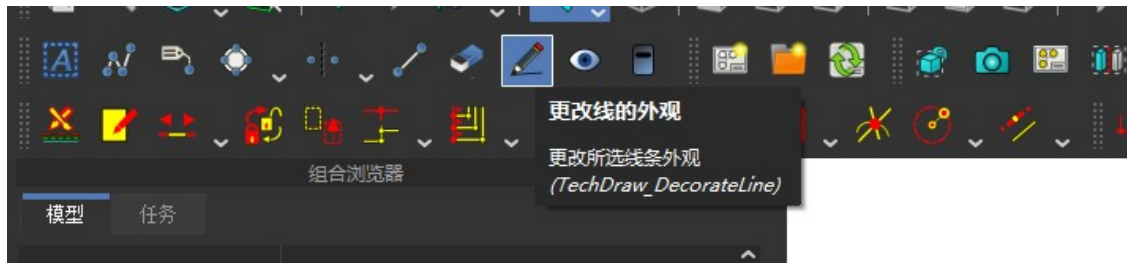 A
更改线的外观
更改所选线条外观
(TechDraw_DecorateLine)
组合浏览器
模型
任务